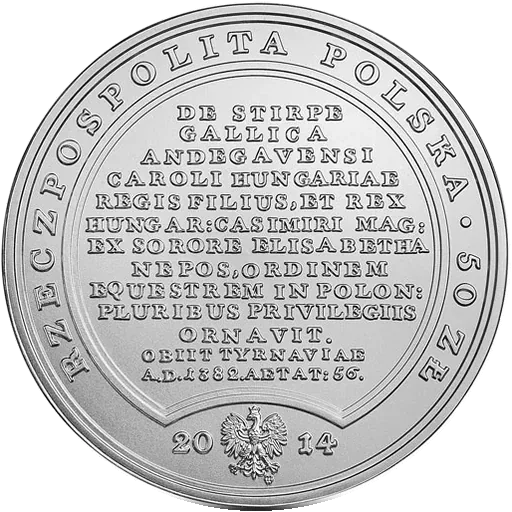 RZECZPOSPOLITA POLSKA · 50 ZŁ
DE STIRPE
GALLICA
ANDEGAVENSI
CAROLI HUNGARIAE
REGIS FILIUS, ET REX
HUNGAR: CASIMIRI MAG:
EX SORORE ELISABETHA
NEPOS, ORDINEM
EQUESTREM IN POLON:
PLURIBUS PRIVILEGIIS
ORNAVIT.
OBIIT TYRNAVIAE
A.D. 1382. AETAT: 56.
2014